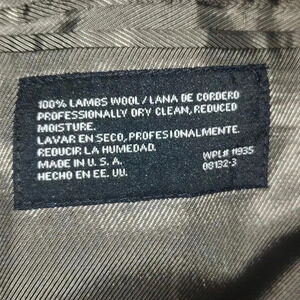 100% LAMBS WOOL/LANA DE CORDERO
PROFESSIONALLY DRY CLEAN, REDUCED
MOISTURE.
LAVAR EN SECO, PROFESIONALMENTE.
REDUCIR LA HUMEDAD.
MADE IN U. S. A.
HECHO EN EE. UU.
WPL# 11935
08132-3